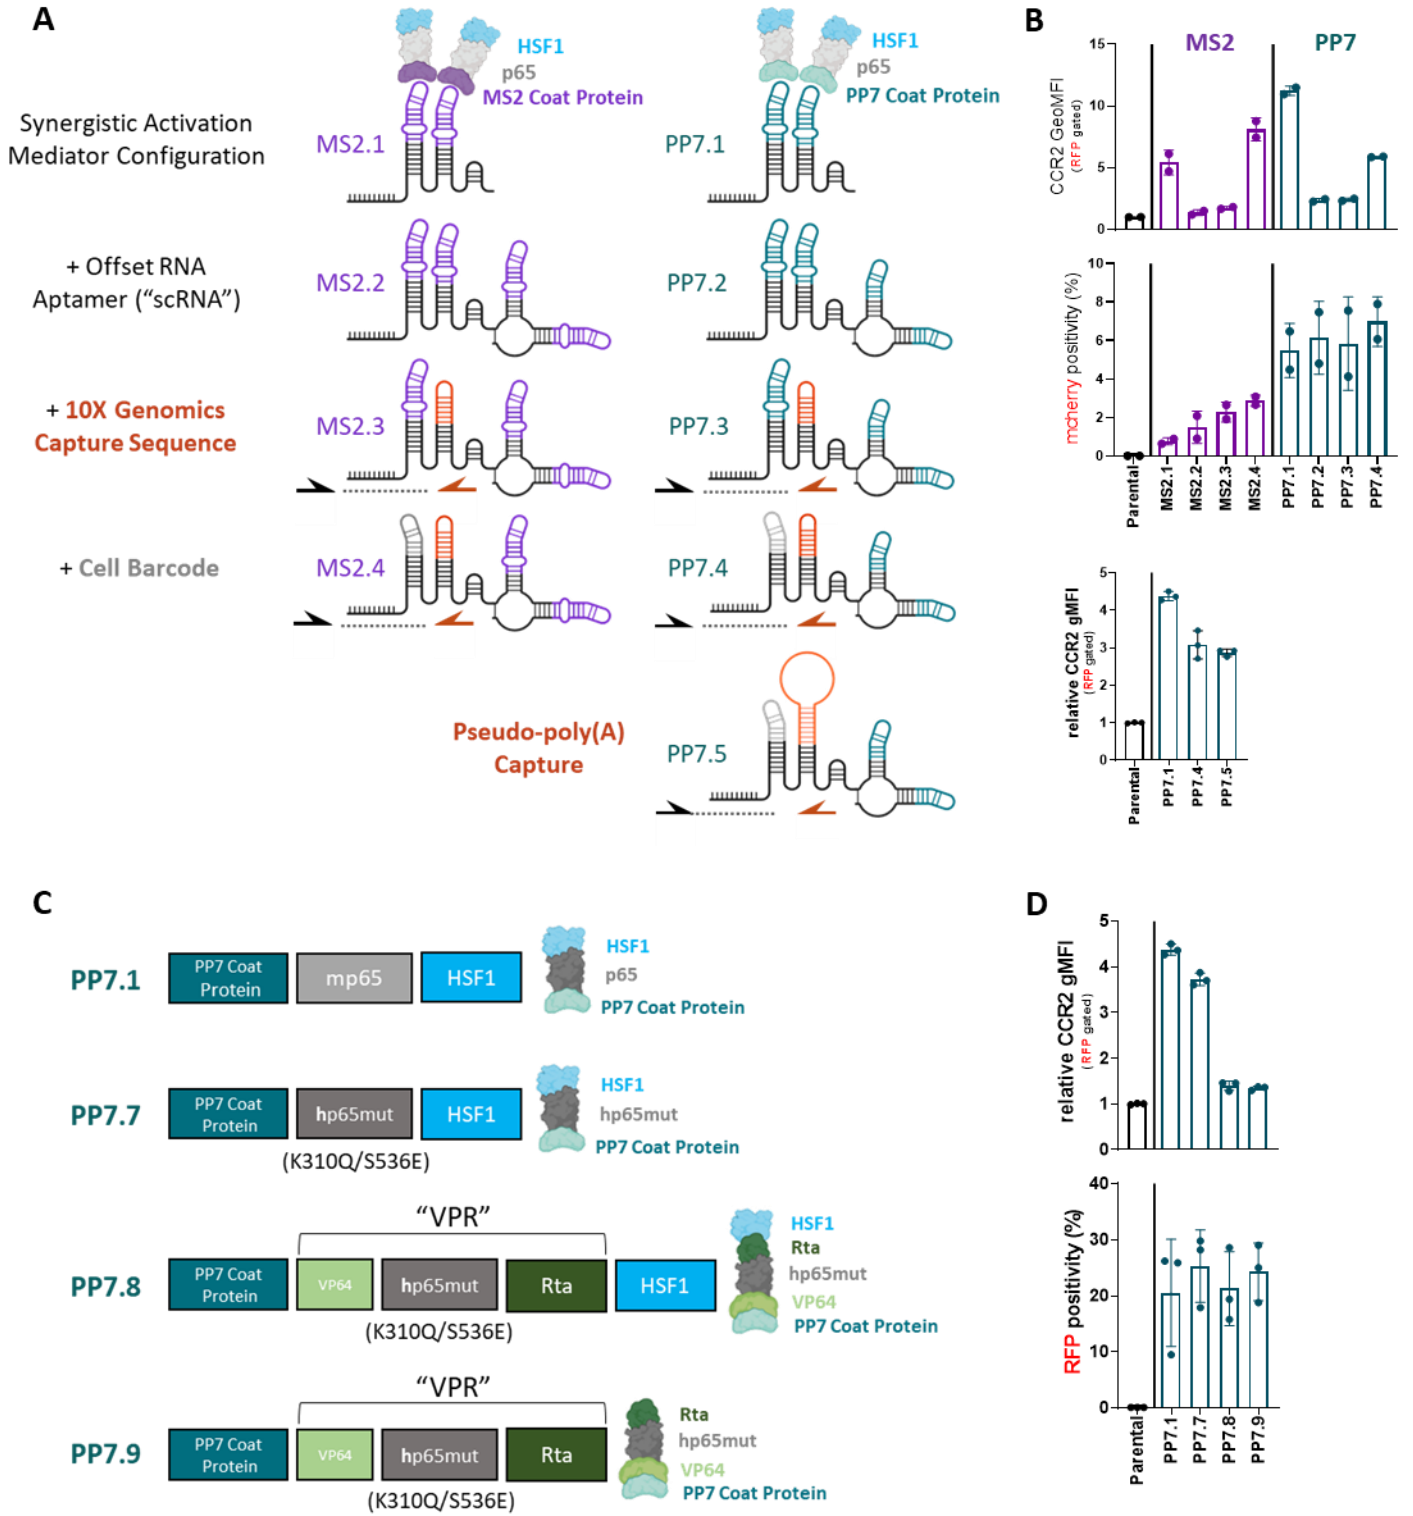 A
HSF1
p65
MS2 Coat Protein
HSF1
p65
PP7 Coat Protein
Synergistic Activation
Mediator Configuration
MS2.1
PP7.1
+ Offset RNA
Aptamer (“scRNA”)
MS2.2
PP7.2
+ 10X Genomics
Capture Sequence
MS2.3
PP7.3
+ Cell Barcode
MS2.4
PP7.4
Pseudo-poly(A)
Capture
PP7.5
B
MS2
PP7
CCR2 GeoMFI
(RFP gated)
15
10
5
0
mcherry positivity (%)
10
8
6
4
2
0
Parental
MS2.1
MS2.2
MS2.3
MS2.4
PP7.1
PP7.2
PP7.3
PP7.4
relative CCR2 gMFI
(RFP gated)
5
4
3
2
1
0
Parental
PP7.1
PP7.4
PP7.5
C
PP7.1
PP7 Coat
Protein
mp65
HSF1
HSF1
p65
PP7 Coat Protein
PP7.7
PP7 Coat
Protein
hp65mut
HSF1
(K310Q/S536E)
HSF1
hp65mut
PP7 Coat Protein
“VPR”
PP7.8
PP7 Coat
Protein
VP64
hp65mut
Rta
HSF1
(K310Q/S536E)
HSF1
Rta
hp65mut
VP64
PP7 Coat Protein
“VPR”
PP7.9
PP7 Coat
Protein
VP64
hp65mut
Rta
(K310Q/S536E)
Rta
hp65mut
VP64
PP7 Coat Protein
D
relative CCR2 gMFI
(RFP gated)
5
4
3
2
1
0
RFP positivity (%)
40
30
20
10
0
Parental
PP7.1
PP7.7
PP7.8
PP7.9